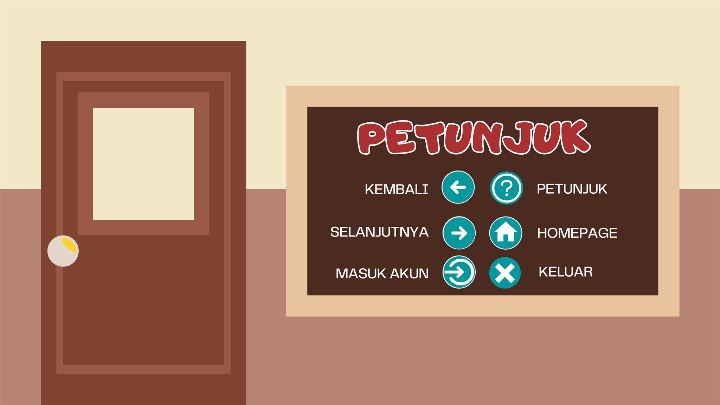 PETUNJUK
KEMBALI
PETUNJUK
SELANJUTNYA
HOMEPAGE
MASUK AKUN
KELUAR